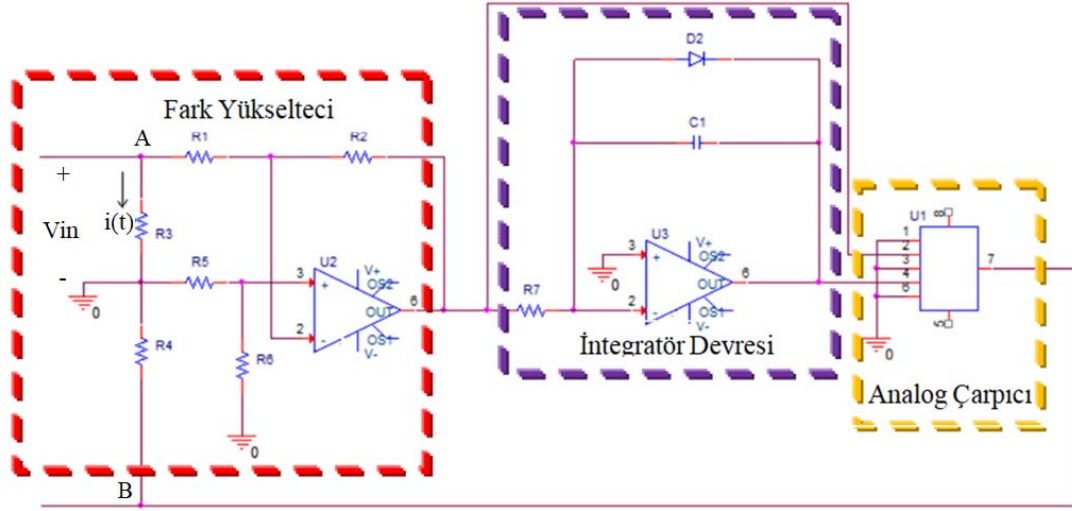 Fark Yükselteci
A
R1
R2
+
Vin
i(t)
-
R3
0
R5
R4
R6
0
U2
3
+
2
-
V+
OS2
OUT
6
OS1
V-
B
D2
C1
R7
U3
3
+
0
2
-
V+
OS2
OUT
6
OS1
V-
İntegratör Devresi
U1
8
1
2
3
4
6
7
5
0
Analog Çarpıcı